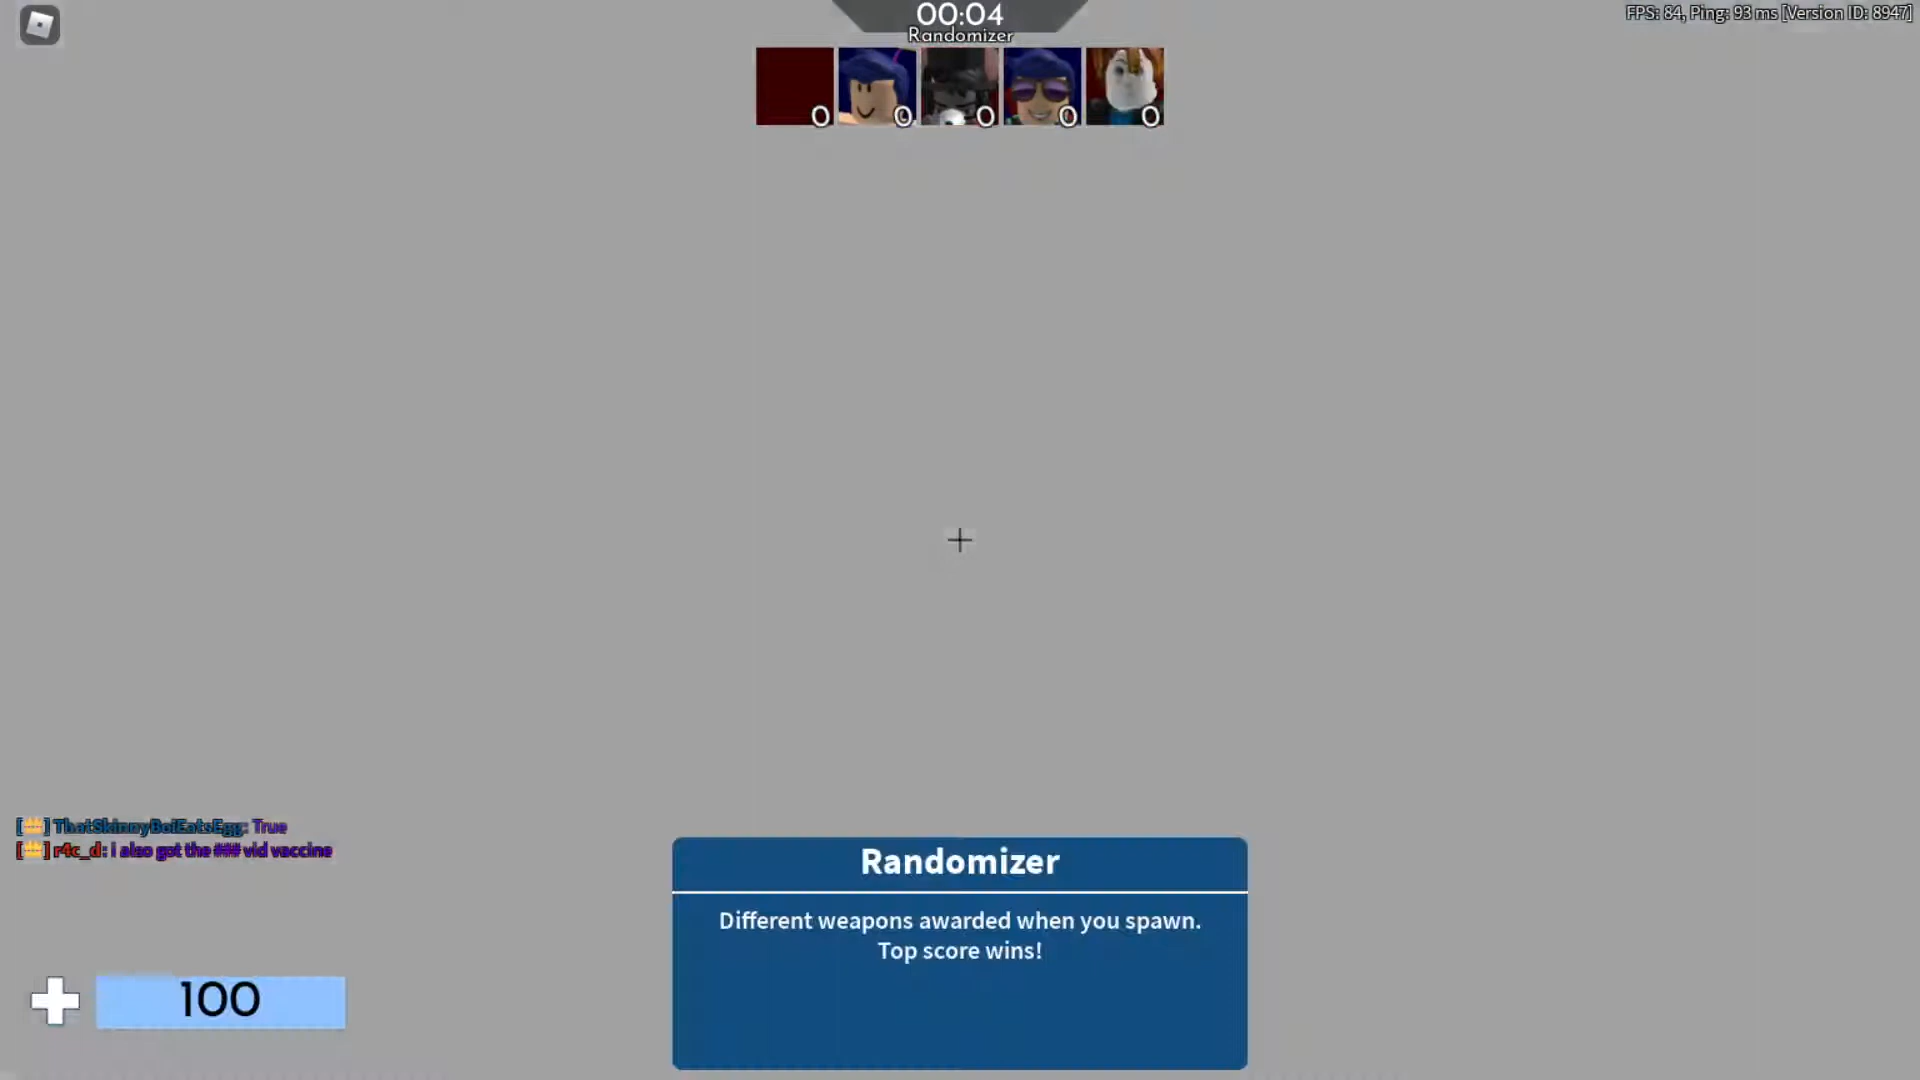 00:04
Randomizer
FPS: 84, Ping: 93 ms [Version ID: 8947]
0
0
0
0
0
[👑] ThatSkinnyBoiEatsEgg: True
[👑] r4c_d: i also got the ### vid vaccine
Randomizer
Different weapons awarded when you spawn.
Top score wins!
100